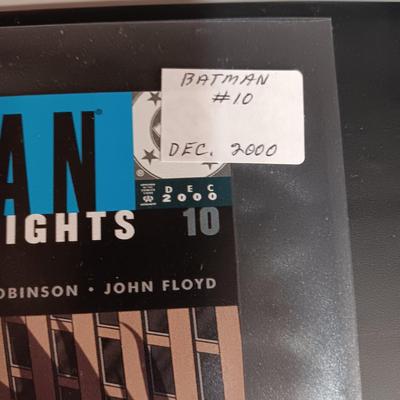 BATMAN
#10
DEC. 2000
AN®
DEC
2000
IGHTS 10
OBINSON • JOHN FLOYD